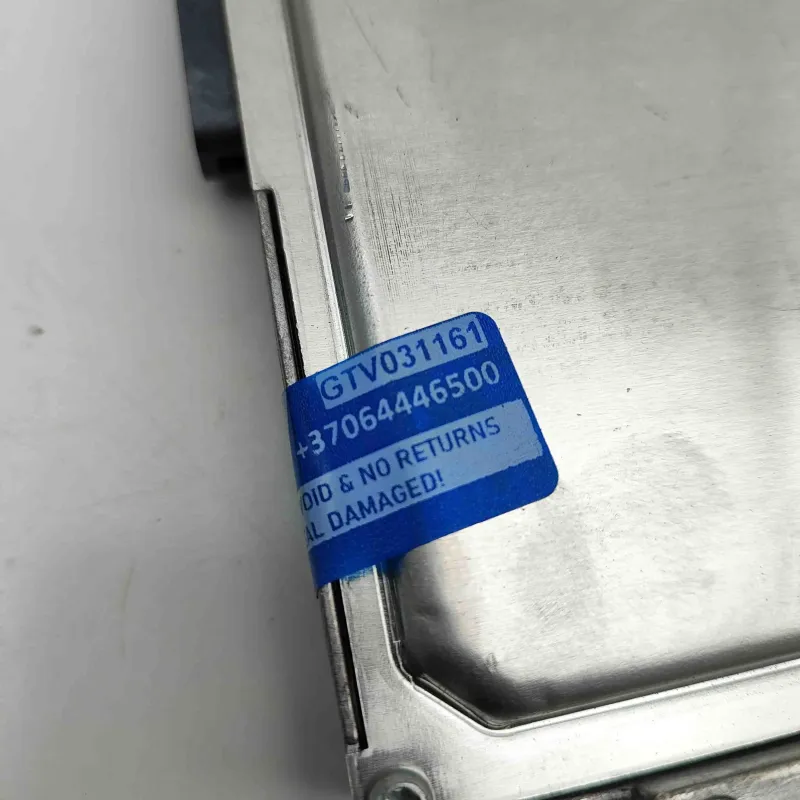 GTV031161
+37064446500
OID & NO RETURNS
AL DAMAGED!